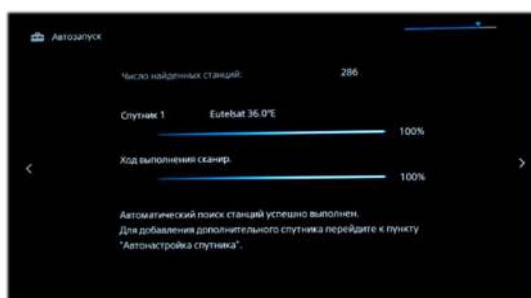 Автозапуск
Число найденных станций: 286
Спутник 1 Eutelsat 36.0°E
100%
Ход выполнения сканир.
100%
Автоматический поиск станций успешно выполнен.
Для добавления дополнительного спутника перейдите к пункту
"Автонастройка спутника".